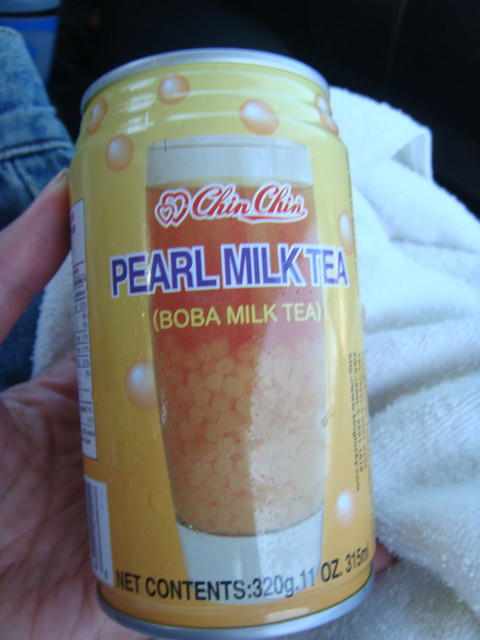 Chin Chin
PEARL MILK TEA
(BOBA MILK TEA)
NET CONTENTS:320g.11 OZ. 315ml